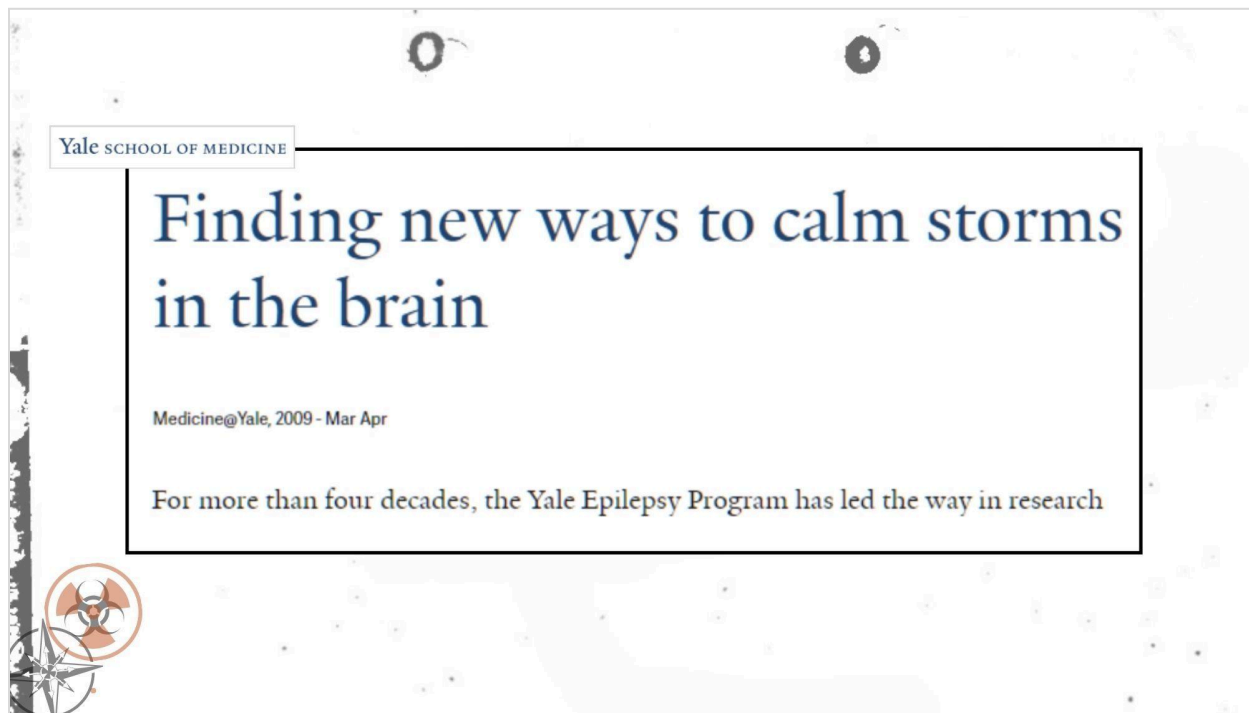 Yale SCHOOL OF MEDICINE
Finding new ways to calm storms
in the brain
Medicine@Yale, 2009 - Mar Apr
For more than four decades, the Yale Epilepsy Program has led the way in research